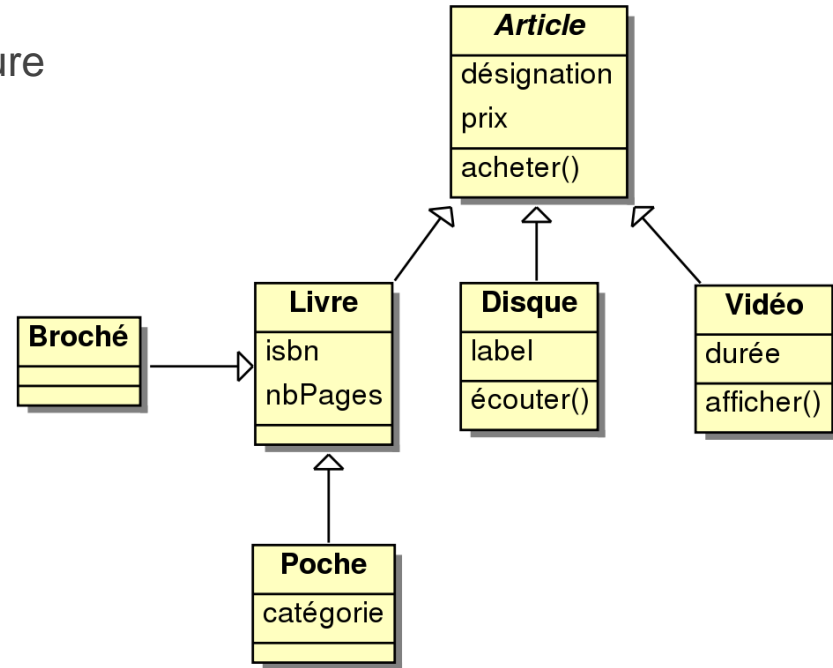 ure
Article
désignation
prix
acheter()
Livre
isbn
nbPages
Disque
label
écouter()
Vidéo
durée
afficher()
Broché
Poche
catégorie